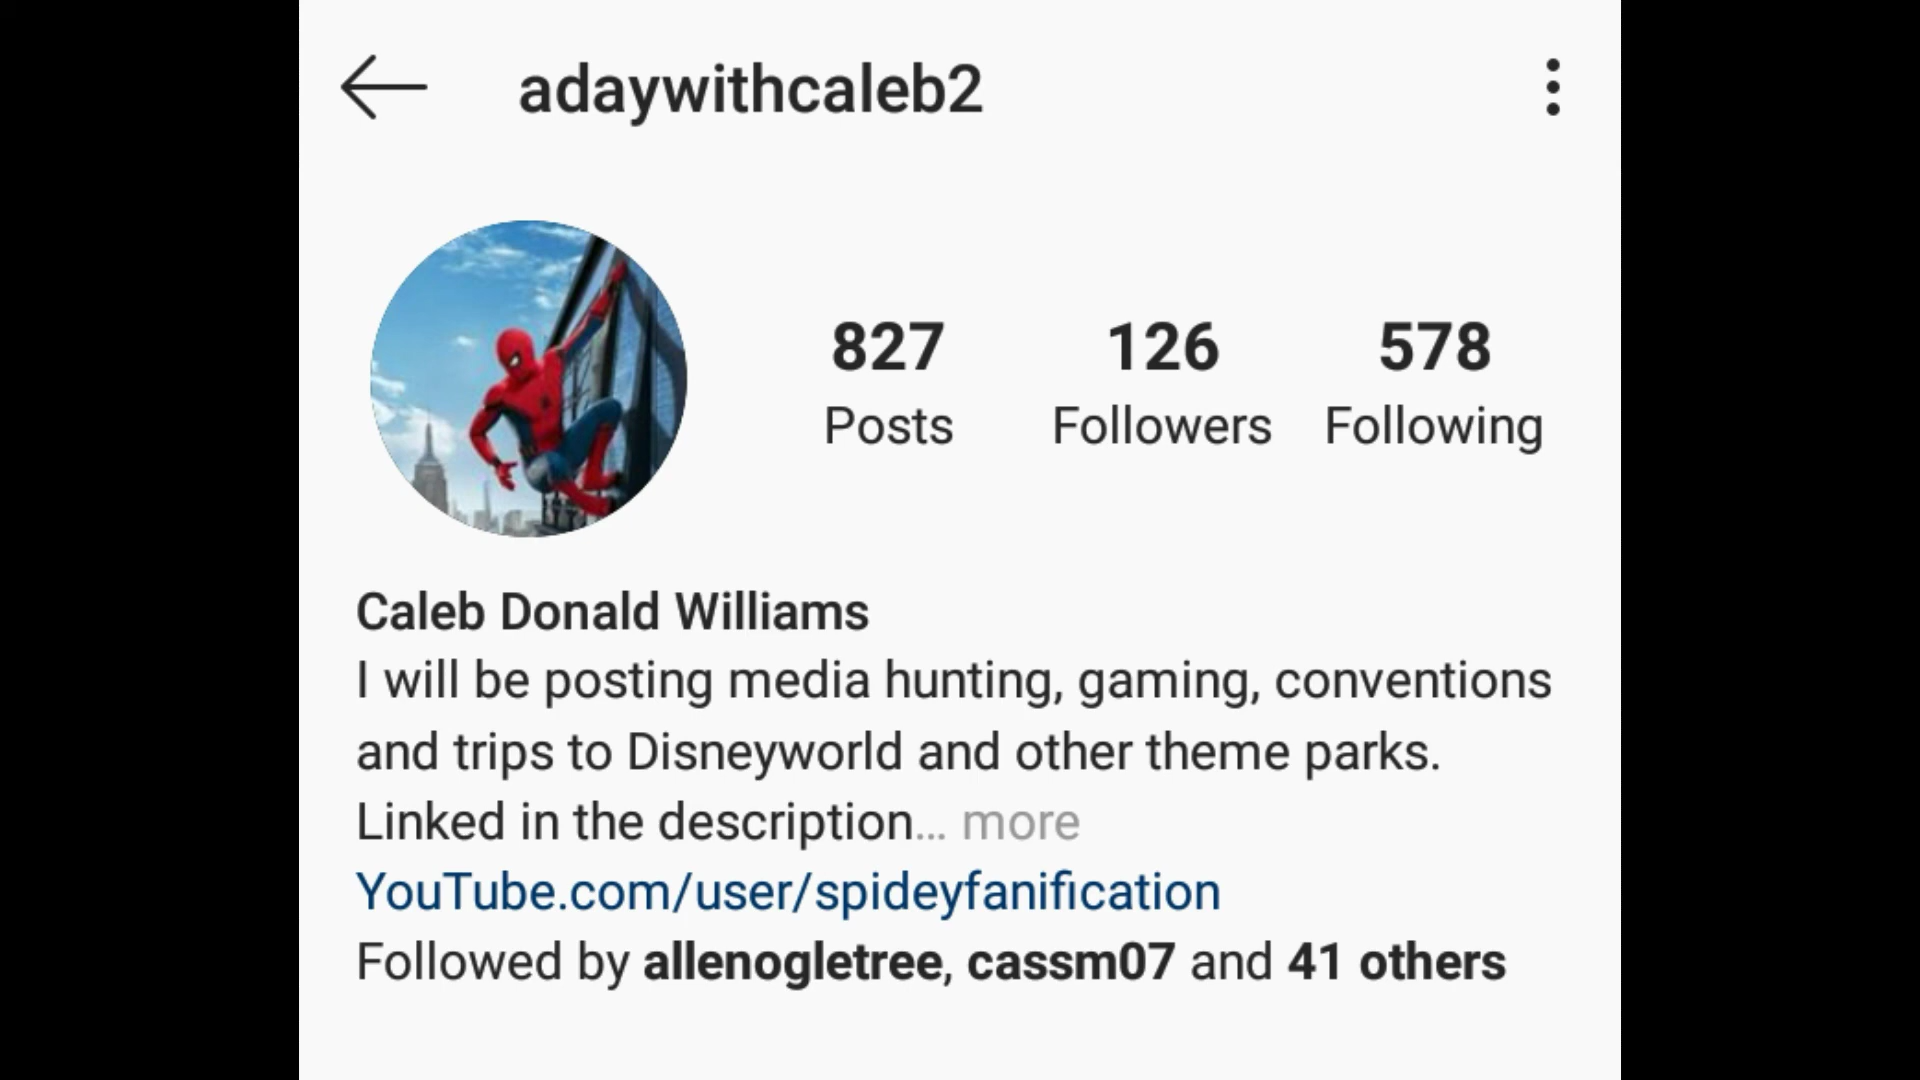 adaywithcaleb2
827 126 578
Posts Followers Following
Caleb Donald Williams
I will be posting media hunting, gaming, conventions
and trips to Disneyworld and other theme parks.
Linked in the description... more
YouTube.com/user/spideyfanification
Followed by allenogletree, cassm07 and 41 others